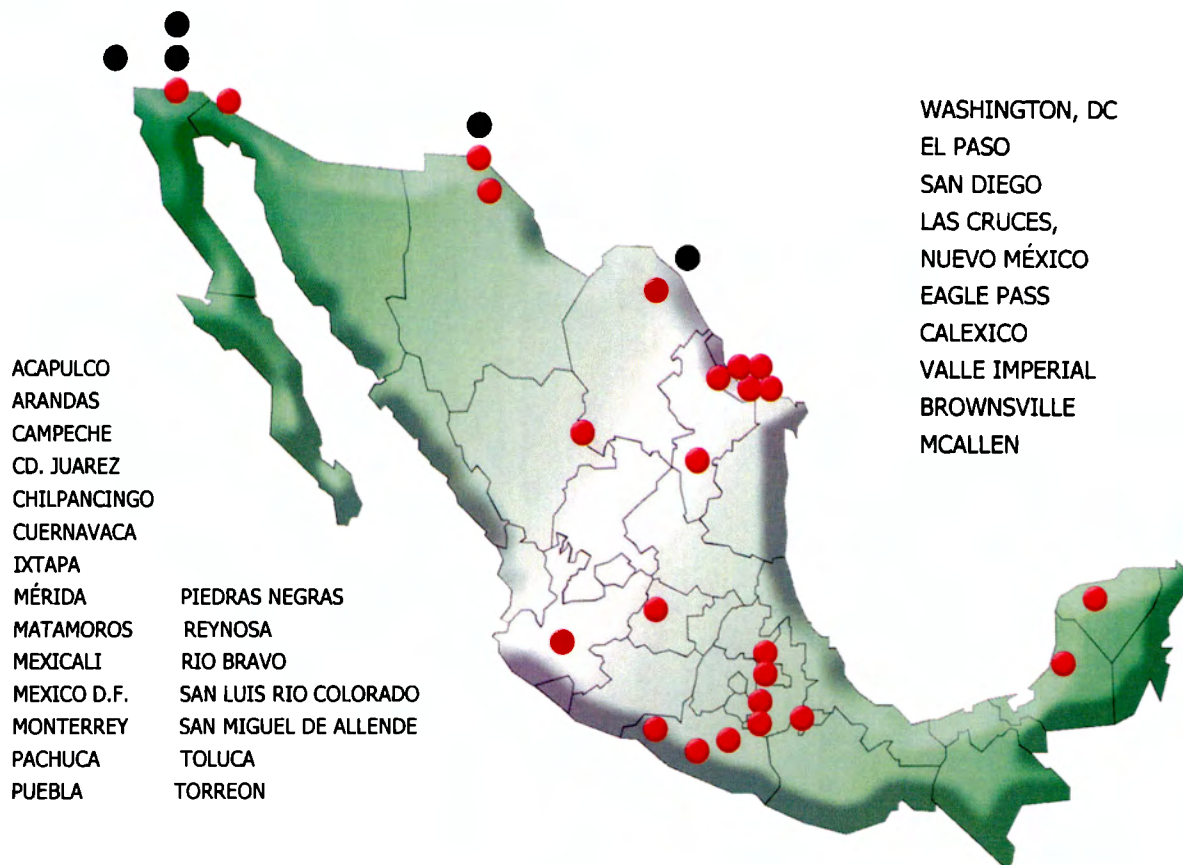 WASHINGTON, DC
EL PASO
SAN DIEGO
LAS CRUCES,
NUEVO MÉXICO
EAGLE PASS
CALEXICO
VALLE IMPERIAL
BROWNSVILLE
MCALLEN
ACAPULCO
ARANDAS
CAMPECHE
CD. JUAREZ
CHILPANCINGO
CUERNAVACA
IXTAPA
MÉRIDA
MATAMOROS
MEXICALI
MEXICO D.F.
MONTERREY
PACHUCA
PUEBLA
PIEDRAS NEGRAS
REYNOSA
RIO BRAVO
SAN LUIS RIO COLORADO
SAN MIGUEL DE ALLENDE
TOLUCA
TORREON